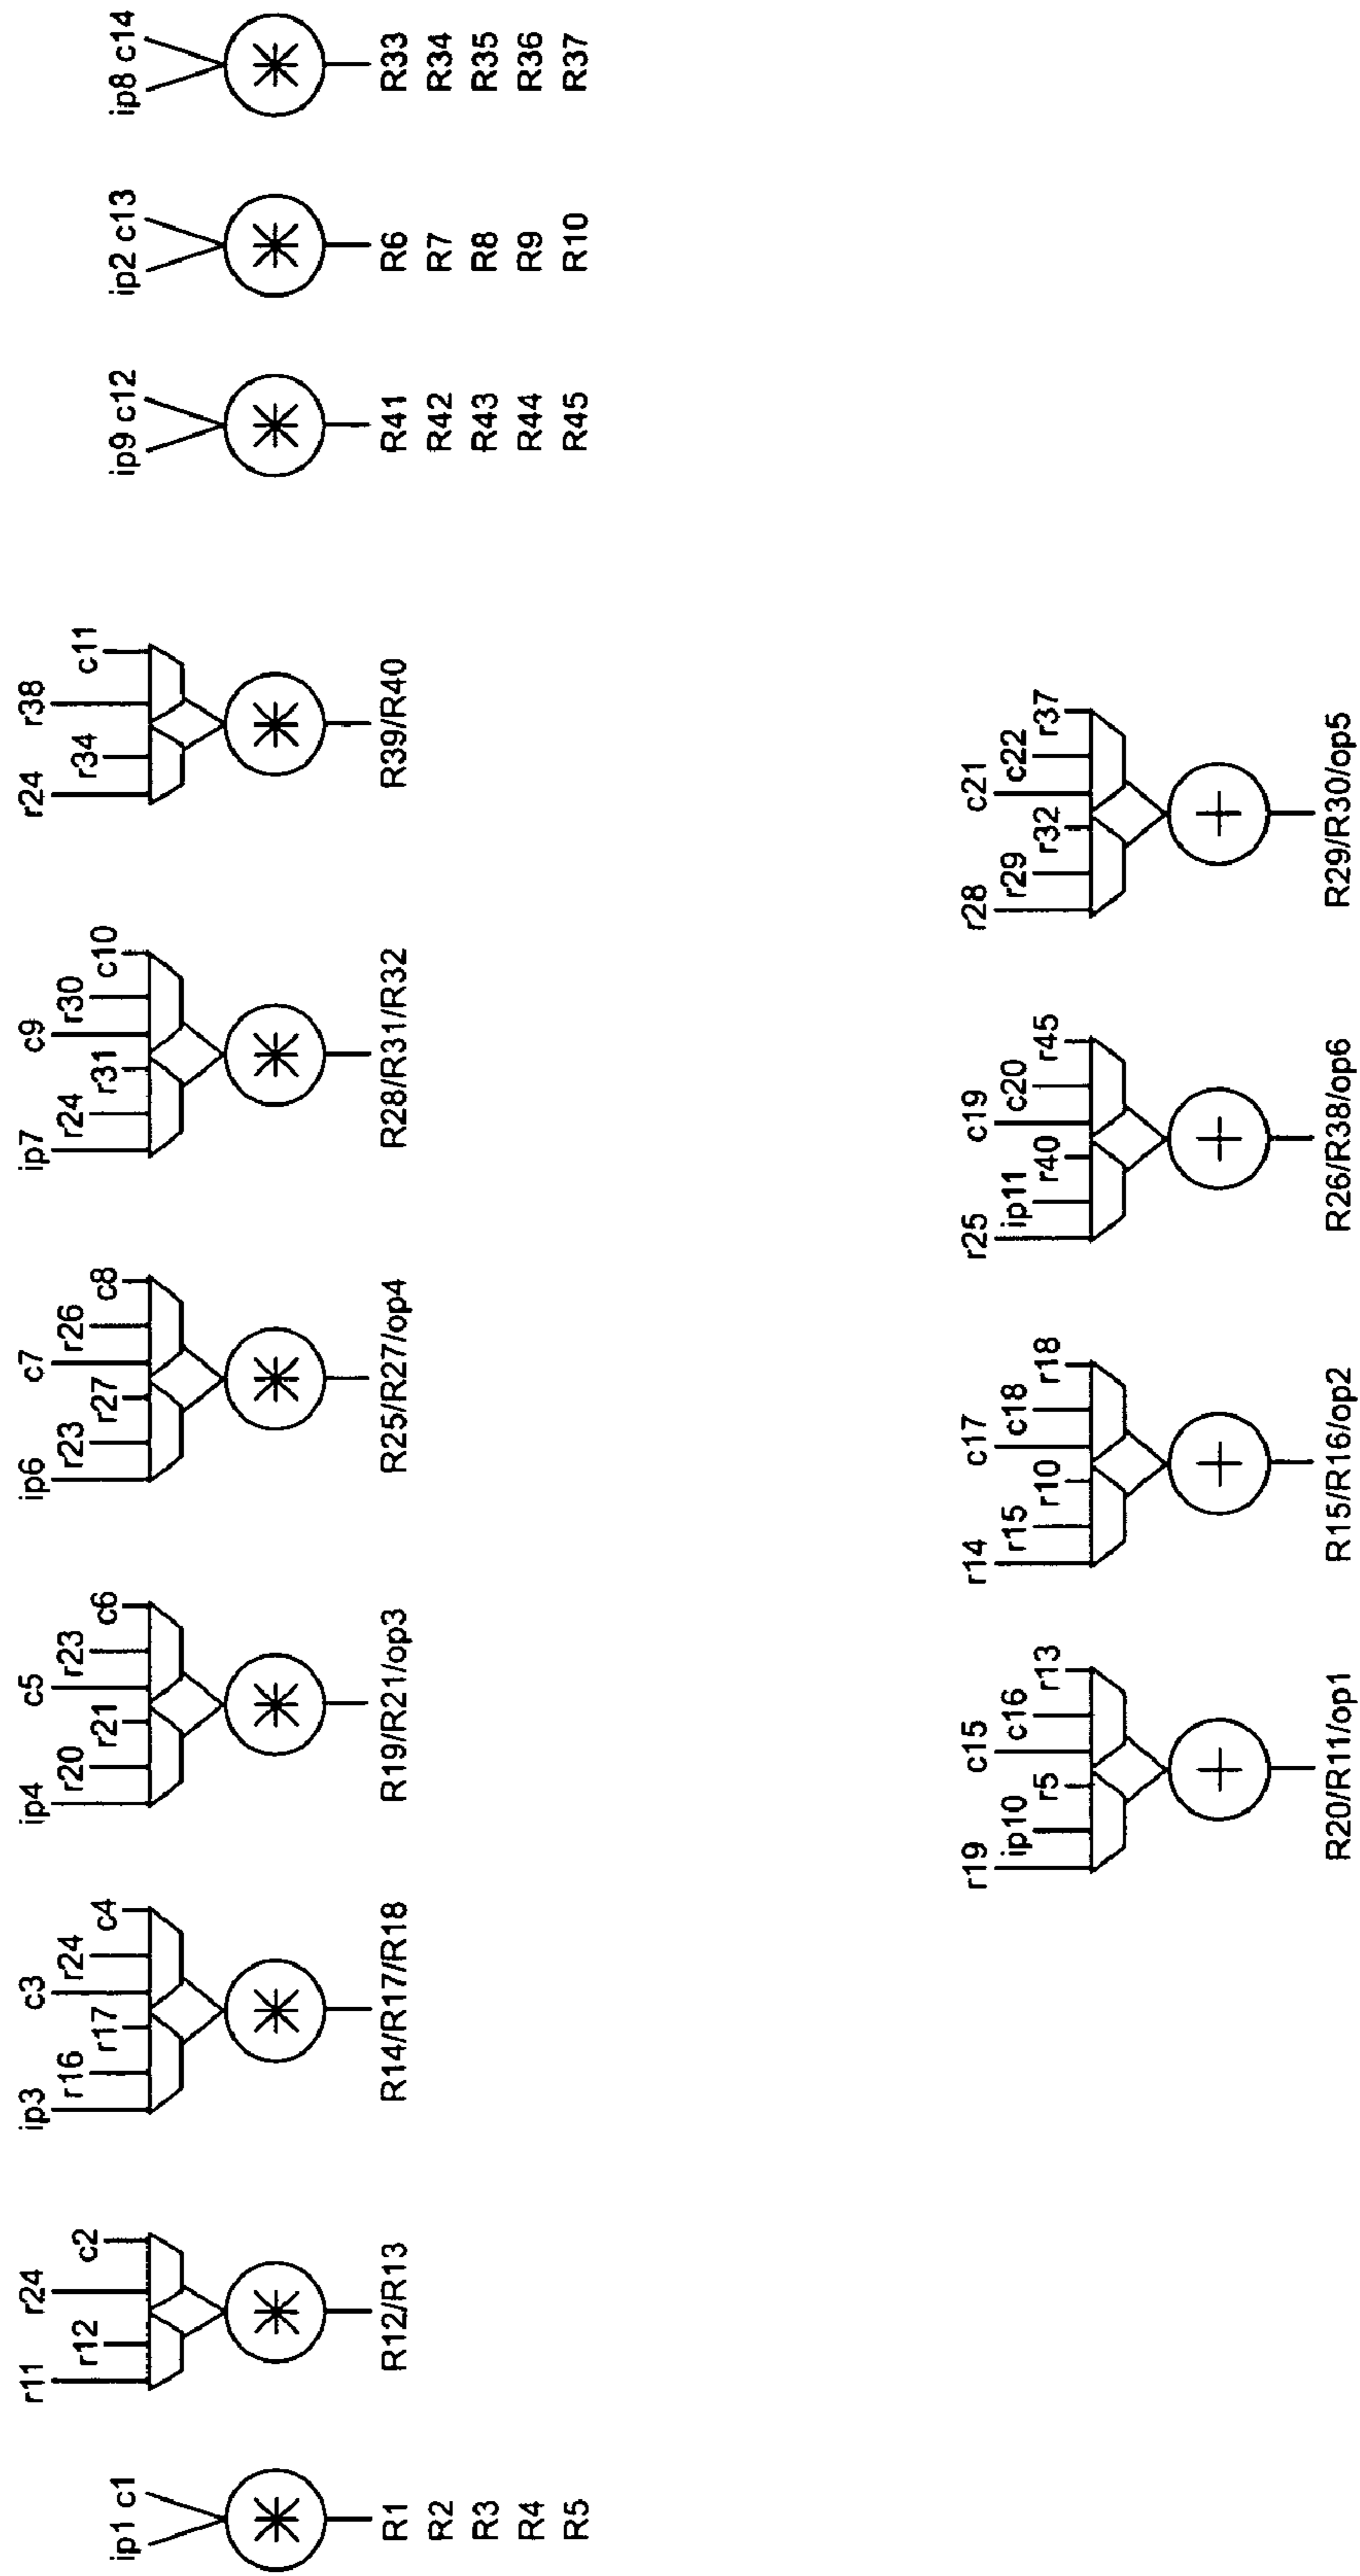 ip1 c1
R1
R2
R3
R4
R5
r11
r12
r24
c2
R12/R13
ip3
r16
r17
c3
r24
c4
R14/R17/R18
ip4
r20
r21
c5
r23
c6
R19/R21/op3
ip6
r23
r27
c7
r26
c8
R25/R27/op4
ip7
r24
r31
c9
r30
c10
R28/R31/R32
r24
r34
r38
c11
R39/R40
ip9 c12
R41
R42
R43
R44
R45
ip2 c13
R6
R7
R8
R9
R10
ip8 c14
R33
R34
R35
R36
R37
r19
ip10
r5
c15
c16
r13
R20/R11/op1
r14
r15
r10
c17
c18
r18
R15/R16/op2
r25
ip11
r40
c19
c20
r45
R26/R38/op6
r28
r29
r32
c21
c22
r37
R29/R30/op5